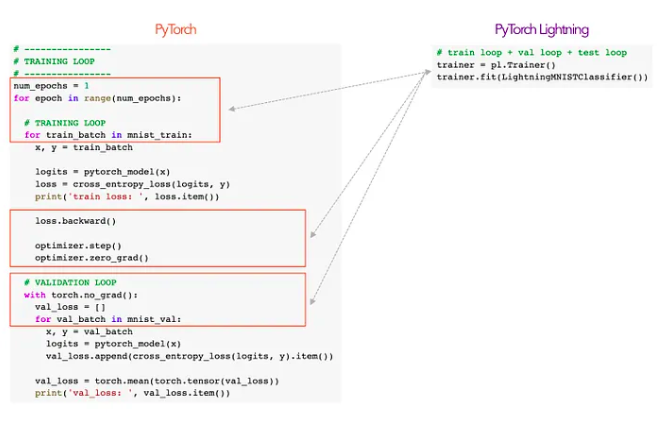 PyTorch
# ----------------
# TRAINING LOOP
# ----------------
num_epochs = 1
for epoch in range(num_epochs):
# TRAINING LOOP
for train_batch in mnist_train:
x, y = train_batch
logits = pytorch_model(x)
loss = cross_entropy_loss(logits, y)
print('train loss: ', loss.item())
loss.backward()
optimizer.step()
optimizer.zero_grad()
# VALIDATION LOOP
with torch.no_grad():
val_loss = []
for val_batch in mnist_val:
x, y = val_batch
logits = pytorch_model(x)
val_loss.append(cross_entropy_loss(logits, y).item())
val_loss = torch.mean(torch.tensor(val_loss))
print('val_loss: ', val_loss.item())
PyTorch Lightning
# train loop + val loop + test loop
trainer = pl.Trainer()
trainer.fit(LightningMNISTClassifier())